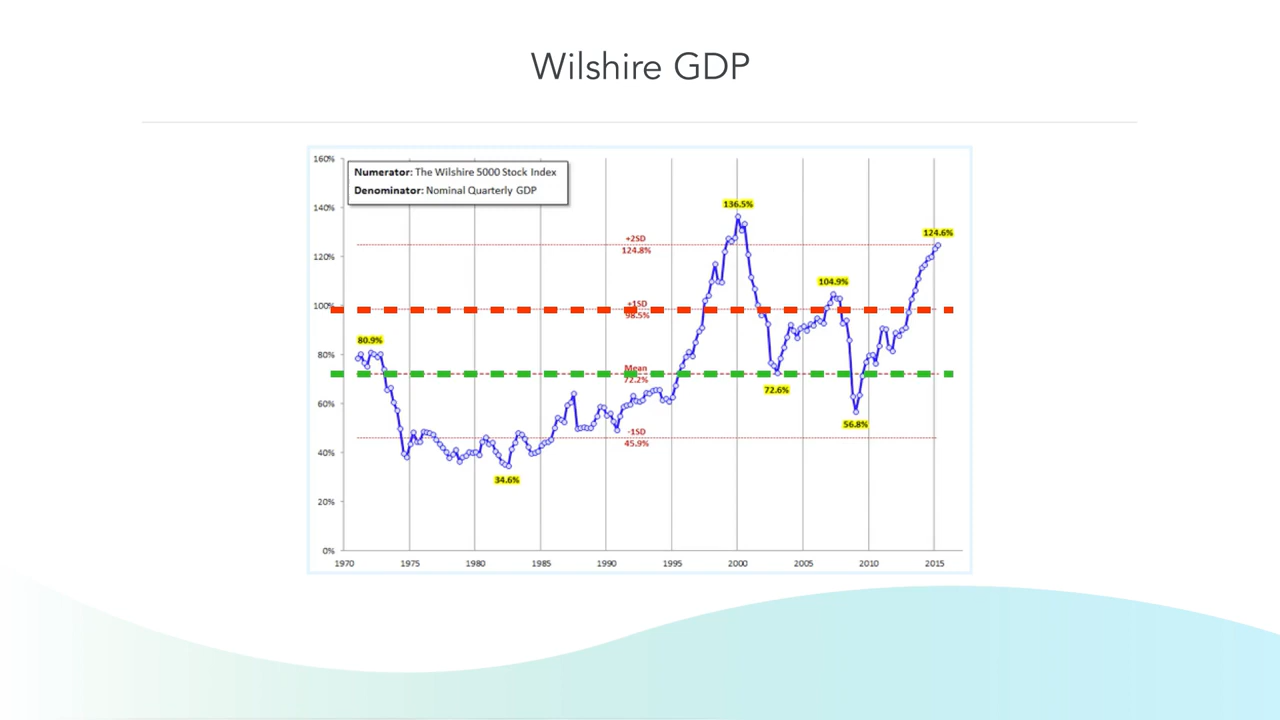 Wilshire GDP
160%
Numerator: The Wilshire 5000 Stock Index
Denominator: Nominal Quarterly GDP
140%
136.5%
+2SD
124.8%
124.6%
120%
104.9%
100%
+1SD
98.5%
80.9%
80%
Mean
72.2%
72.6%
60%
56.8%
-1SD
45.9%
40%
34.6%
20%
0%
1970 1975 1980 1985 1990 1995 2000 2005 2010 2015